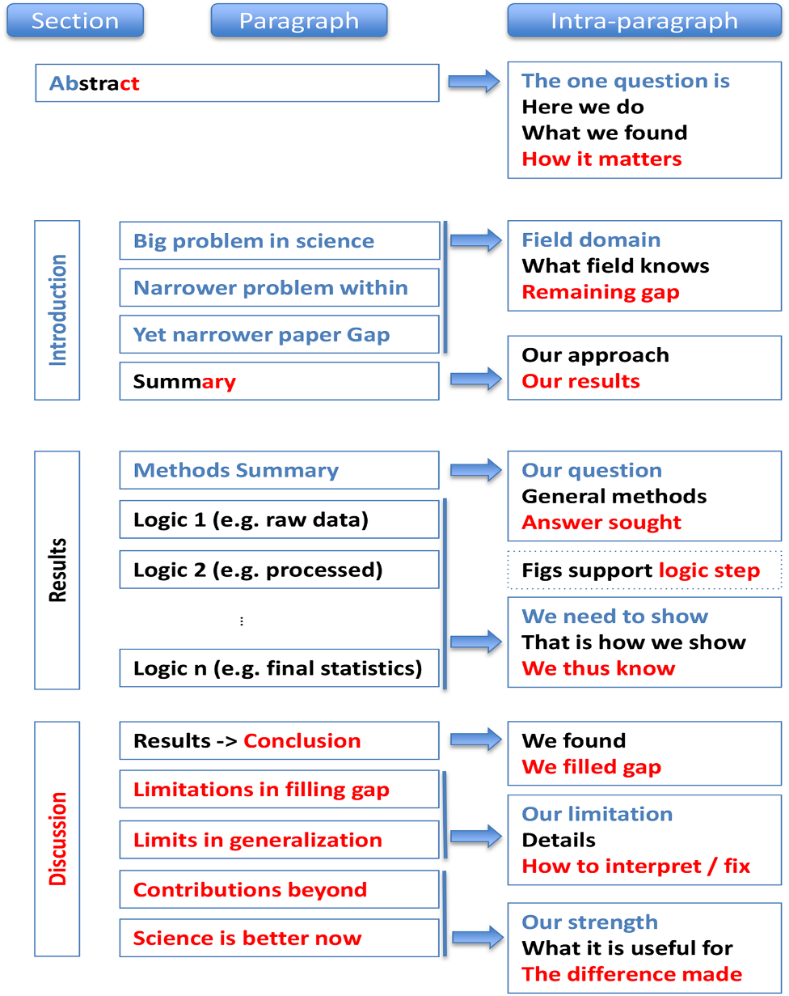 Section
Paragraph
Intra-paragraph
Abstract
The one question is
Here we do
What we found
How it matters
Introduction
Big problem in science
Narrower problem within
Yet narrower paper Gap
Field domain
What field knows
Remaining gap
Summary
Our approach
Our results
Results
Methods Summary
Our question
General methods
Answer sought
Logic 1 (e.g. raw data)
Logic 2 (e.g. processed)
...
Logic n (e.g. final statistics)
Figs support logic step
We need to show
That is how we show
We thus know
Discussion
Results -> Conclusion
We found
We filled gap
Limitations in filling gap
Limits in generalization
Our limitation
Details
How to interpret / fix
Contributions beyond
Science is better now
Our strength
What it is useful for
The difference made